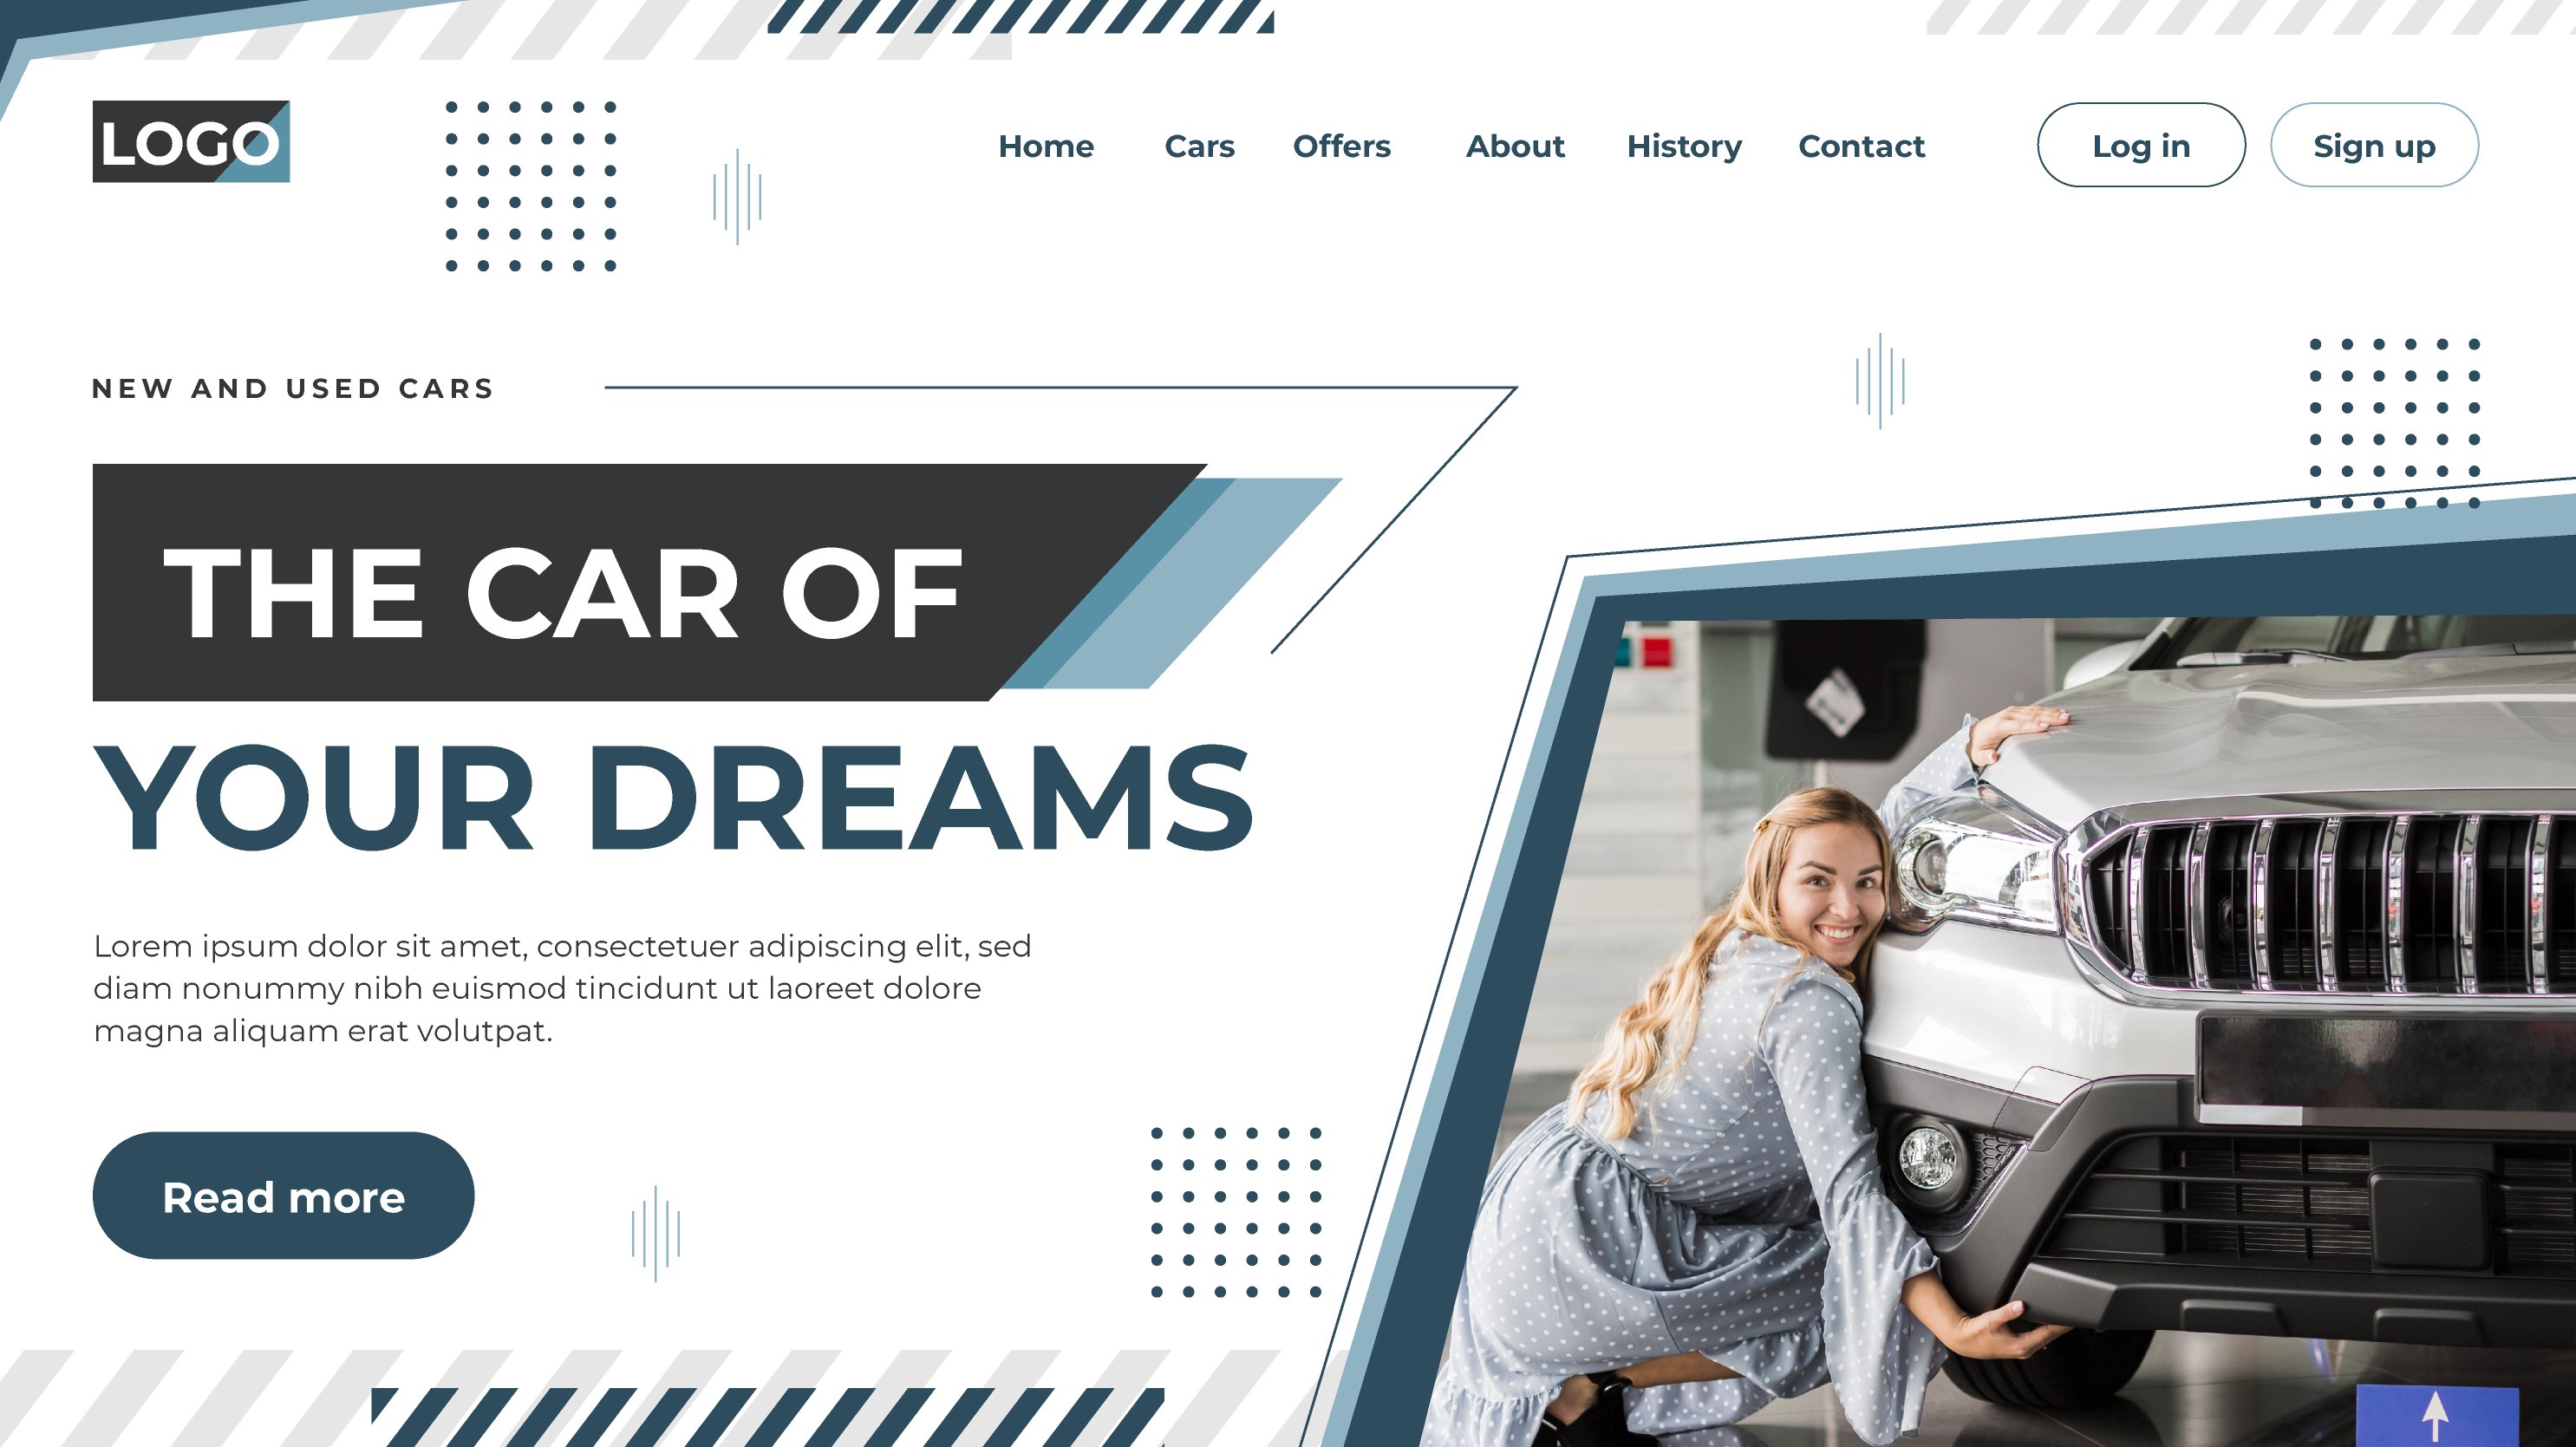 LOGO
Home Cars Offers About History Contact Log in Sign up
NEW AND USED CARS
THE CAR OF
YOUR DREAMS
Lorem ipsum dolor sit amet, consectetuer adipiscing elit, sed
diam nonummy nibh euismod tincidunt ut laoreet dolore
magna aliquam erat volutpat.
Read more